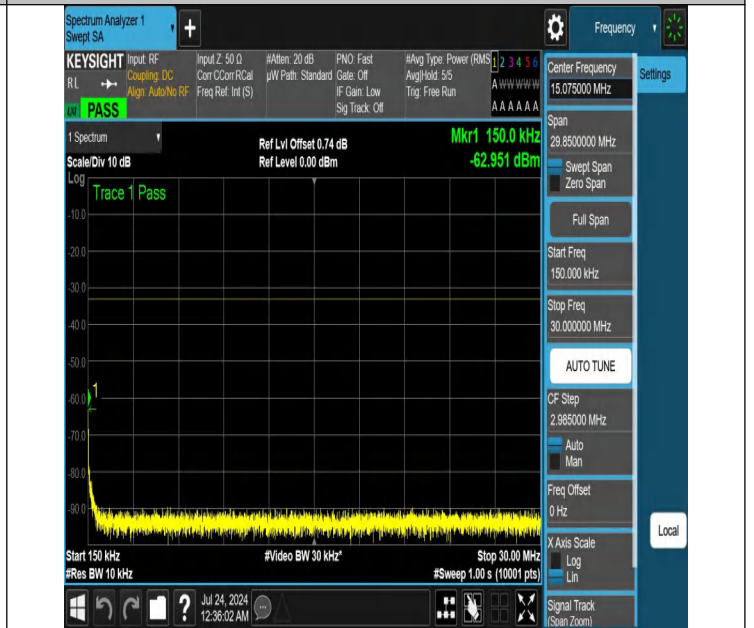 Spectrum Analyzer 1
Swept SA
+
Frequency
KEYSIGHT
Input: RF
Coupling: DC
Align: Auto/No RF
Input Z: 50 Ω
Corr CCorr RCal
Freq Ref: Int (S)
#Atten: 20 dB
µW Path: Standard
PNO: Fast
Gate: Off
IF Gain: Low
Sig Track: Off
#Avg Type: Power (RMS
Avg|Hold: 5/5
Trig: Free Run
1 2 3 4 5 6
A W W W W W
A A A A A A
R L
LXI
PASS
1 Spectrum
Scale/Div 10 dB
Ref Lvl Offset 0.74 dB
Ref Level 0.00 dBm
Mkr1 150.0 kHz
-62.951 dBm
Log
Trace 1 Pass
-10.0
-20.0
-30.0
-40.0
-50.0
-60.0
-70.0
-80.0
-90.0
1
Start 150 kHz
#Res BW 10 kHz
#Video BW 30 kHz*
Stop 30.00 MHz
#Sweep 1.00 s (10001 pts)
?
Jul 24, 2024
12:36:02 AM
Center Frequency
15.075000 MHz
Settings
Span
29.8500000 MHz
Swept Span
Zero Span
Full Span
Start Freq
150.000 kHz
Stop Freq
30.000000 MHz
AUTO TUNE
CF Step
2.985000 MHz
Auto
Man
Freq Offset
0 Hz
Local
X Axis Scale
Log
Lin
Signal Track
(Span Zoom)